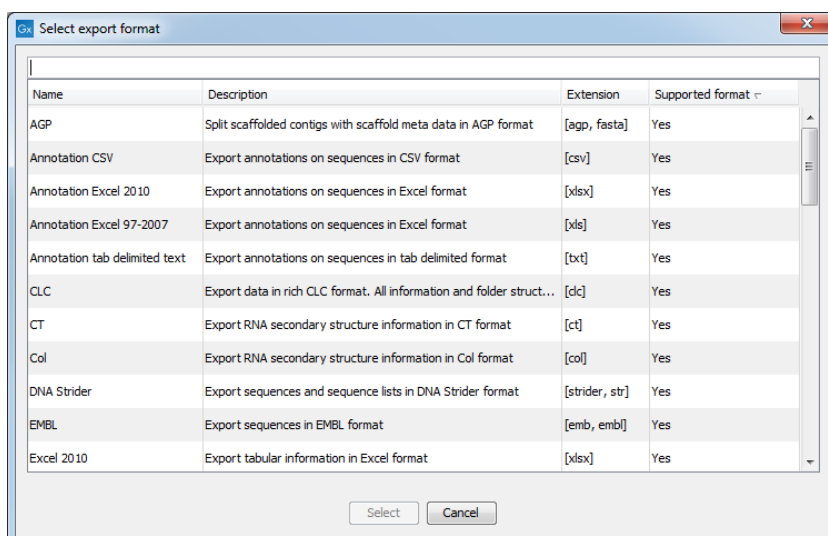 Gx Select export format
Name Description Extension Supported format
AGP Split scaffolded contigs with scaffold meta data in AGP format [agp, fasta] Yes
Annotation CSV Export annotations on sequences in CSV format [csv] Yes
Annotation Excel 2010 Export annotations on sequences in Excel format [xlsx] Yes
Annotation Excel 97-2007 Export annotations on sequences in Excel format [xls] Yes
Annotation tab delimited text Export annotations on sequences in tab delimited format [txt] Yes
CLC Export data in rich CLC format. All information and folder struct... [clc] Yes
CT Export RNA secondary structure information in CT format [ct] Yes
Col Export RNA secondary structure information in Col format [col] Yes
DNA Strider Export sequences and sequence lists in DNA Strider format [strider, str] Yes
EMBL Export sequences in EMBL format [emb, embl] Yes
Excel 2010 Export tabular information in Excel format [xlsx] Yes
Select Cancel